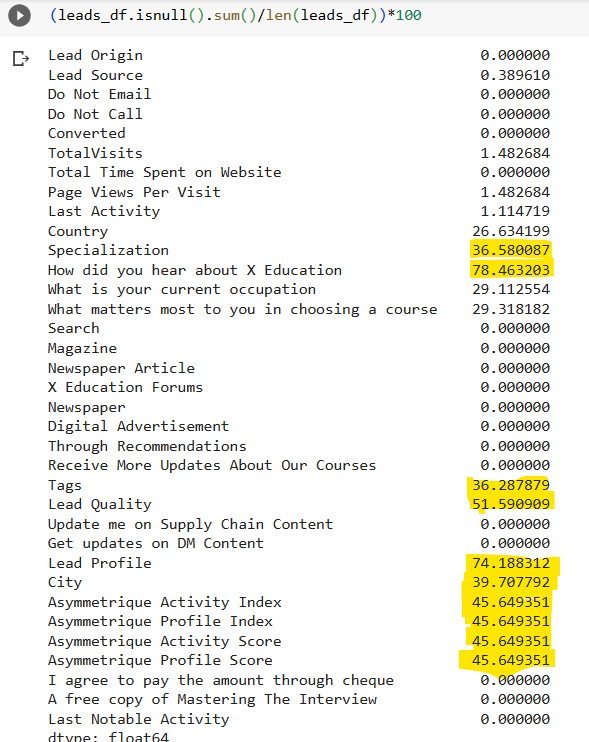 (leads_df.isnull().sum()/len(leads_df))*100
Lead Origin 0.000000
Lead Source 0.389610
Do Not Email 0.000000
Do Not Call 0.000000
Converted 0.000000
TotalVisits 1.482684
Total Time Spent on Website 0.000000
Page Views Per Visit 1.482684
Last Activity 1.114719
Country 26.634199
Specialization 36.580087
How did you hear about X Education 78.463203
What is your current occupation 29.112554
What matters most to you in choosing a course 29.318182
Search 0.000000
Magazine 0.000000
Newspaper Article 0.000000
X Education Forums 0.000000
Newspaper 0.000000
Digital Advertisement 0.000000
Through Recommendations 0.000000
Receive More Updates About Our Courses 0.000000
Tags 36.287879
Lead Quality 51.590909
Update me on Supply Chain Content 0.000000
Get updates on DM Content 0.000000
Lead Profile 74.188312
City 39.707792
Asymmetrique Activity Index 45.649351
Asymmetrique Profile Index 45.649351
Asymmetrique Activity Score 45.649351
Asymmetrique Profile Score 45.649351
I agree to pay the amount through cheque 0.000000
A free copy of Mastering The Interview 0.000000
Last Notable Activity 0.000000
dtype: float64